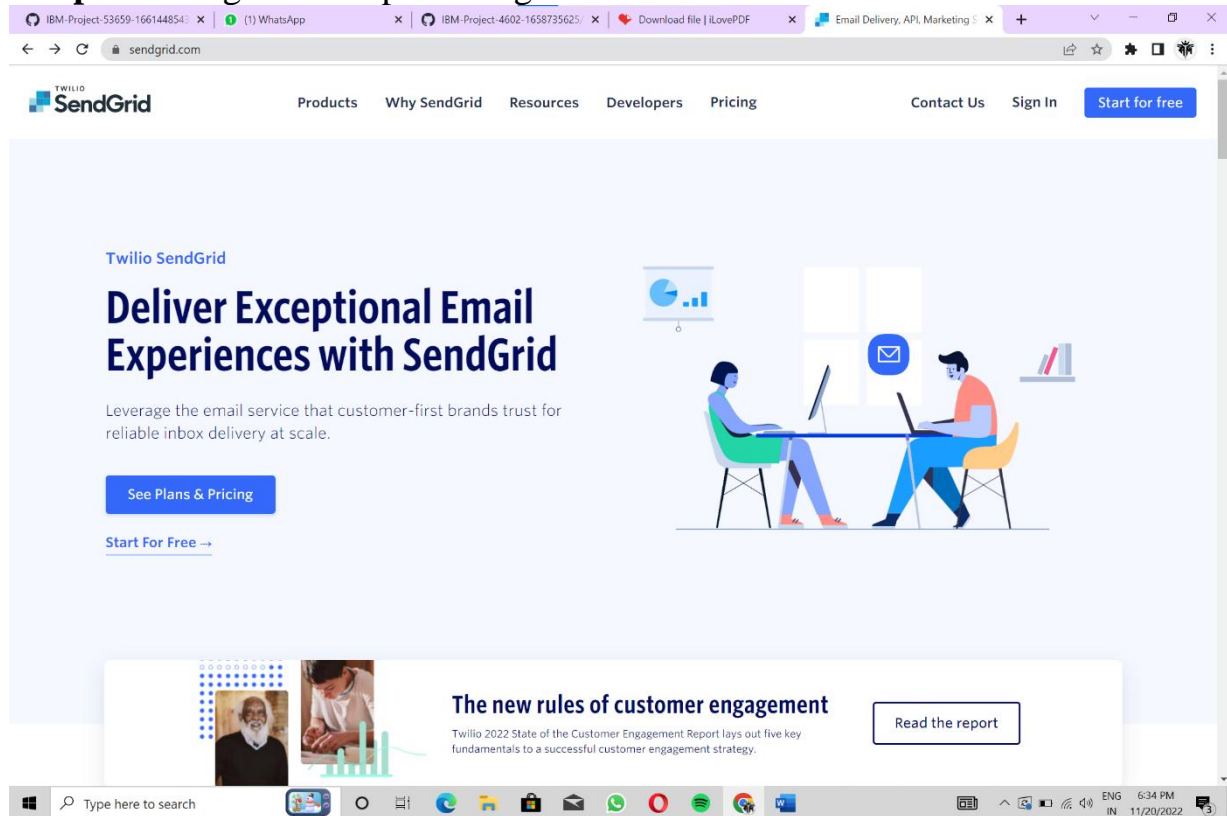 IBM-Project-53659-1661448543
(1) WhatsApp
IBM-Project-4602-1658735625/
Download file | iLovePDF
Email Delivery, API, Marketing S
sendgrid.com
TWILIO
SendGrid
Products Why SendGrid Resources Developers Pricing Contact Us Sign In Start for free
Twilio SendGrid
Deliver Exceptional Email
Experiences with SendGrid
Leverage the email service that customer-first brands trust for
reliable inbox delivery at scale.
See Plans & Pricing
Start For Free →
The new rules of customer engagement
Twilio 2022 State of the Customer Engagement Report lays out five key
fundamentals to a successful customer engagement strategy.
Read the report
Type here to search
ENG 6:34 PM
IN 11/20/2022
3